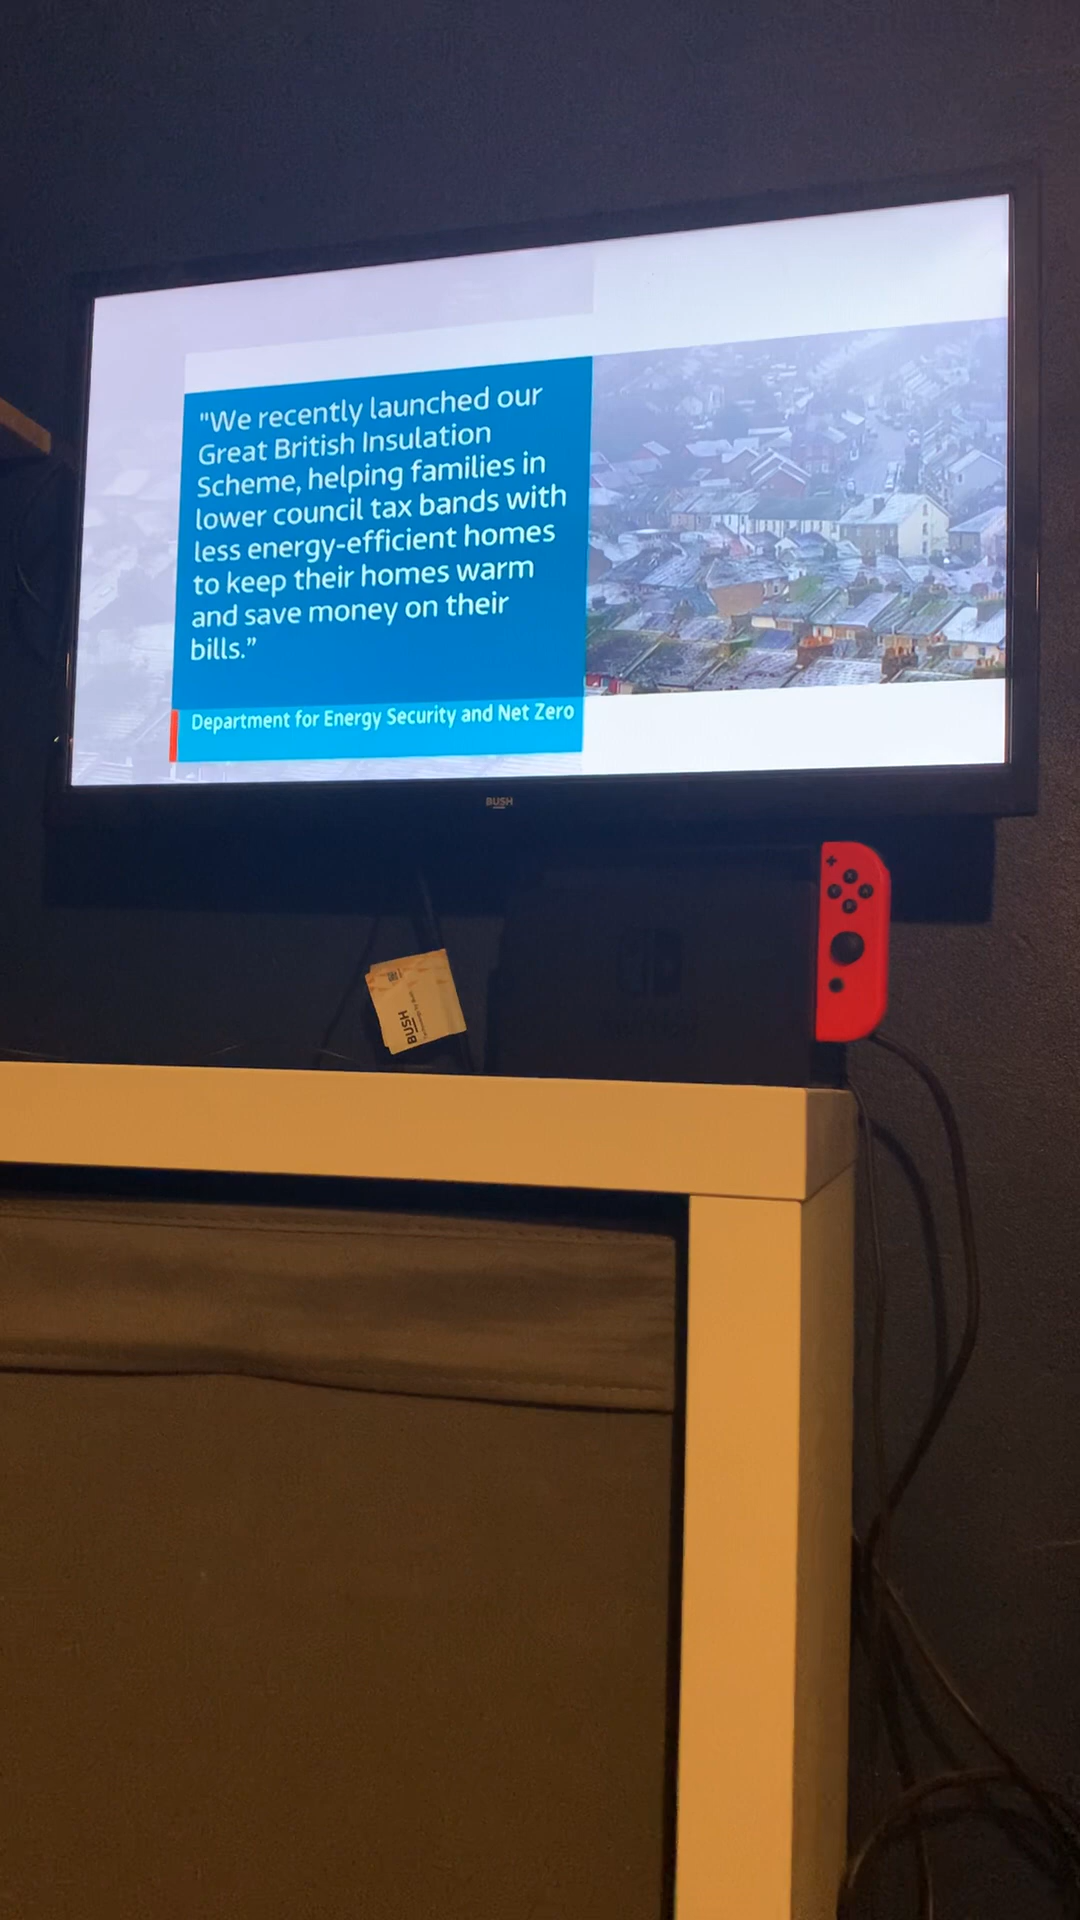 "We recently launched our
Great British Insulation
Scheme, helping families in
lower council tax bands with
less energy-efficient homes
to keep their homes warm
and save money on their
bills.”
Department for Energy Security and Net Zero
BUSH
BUSH